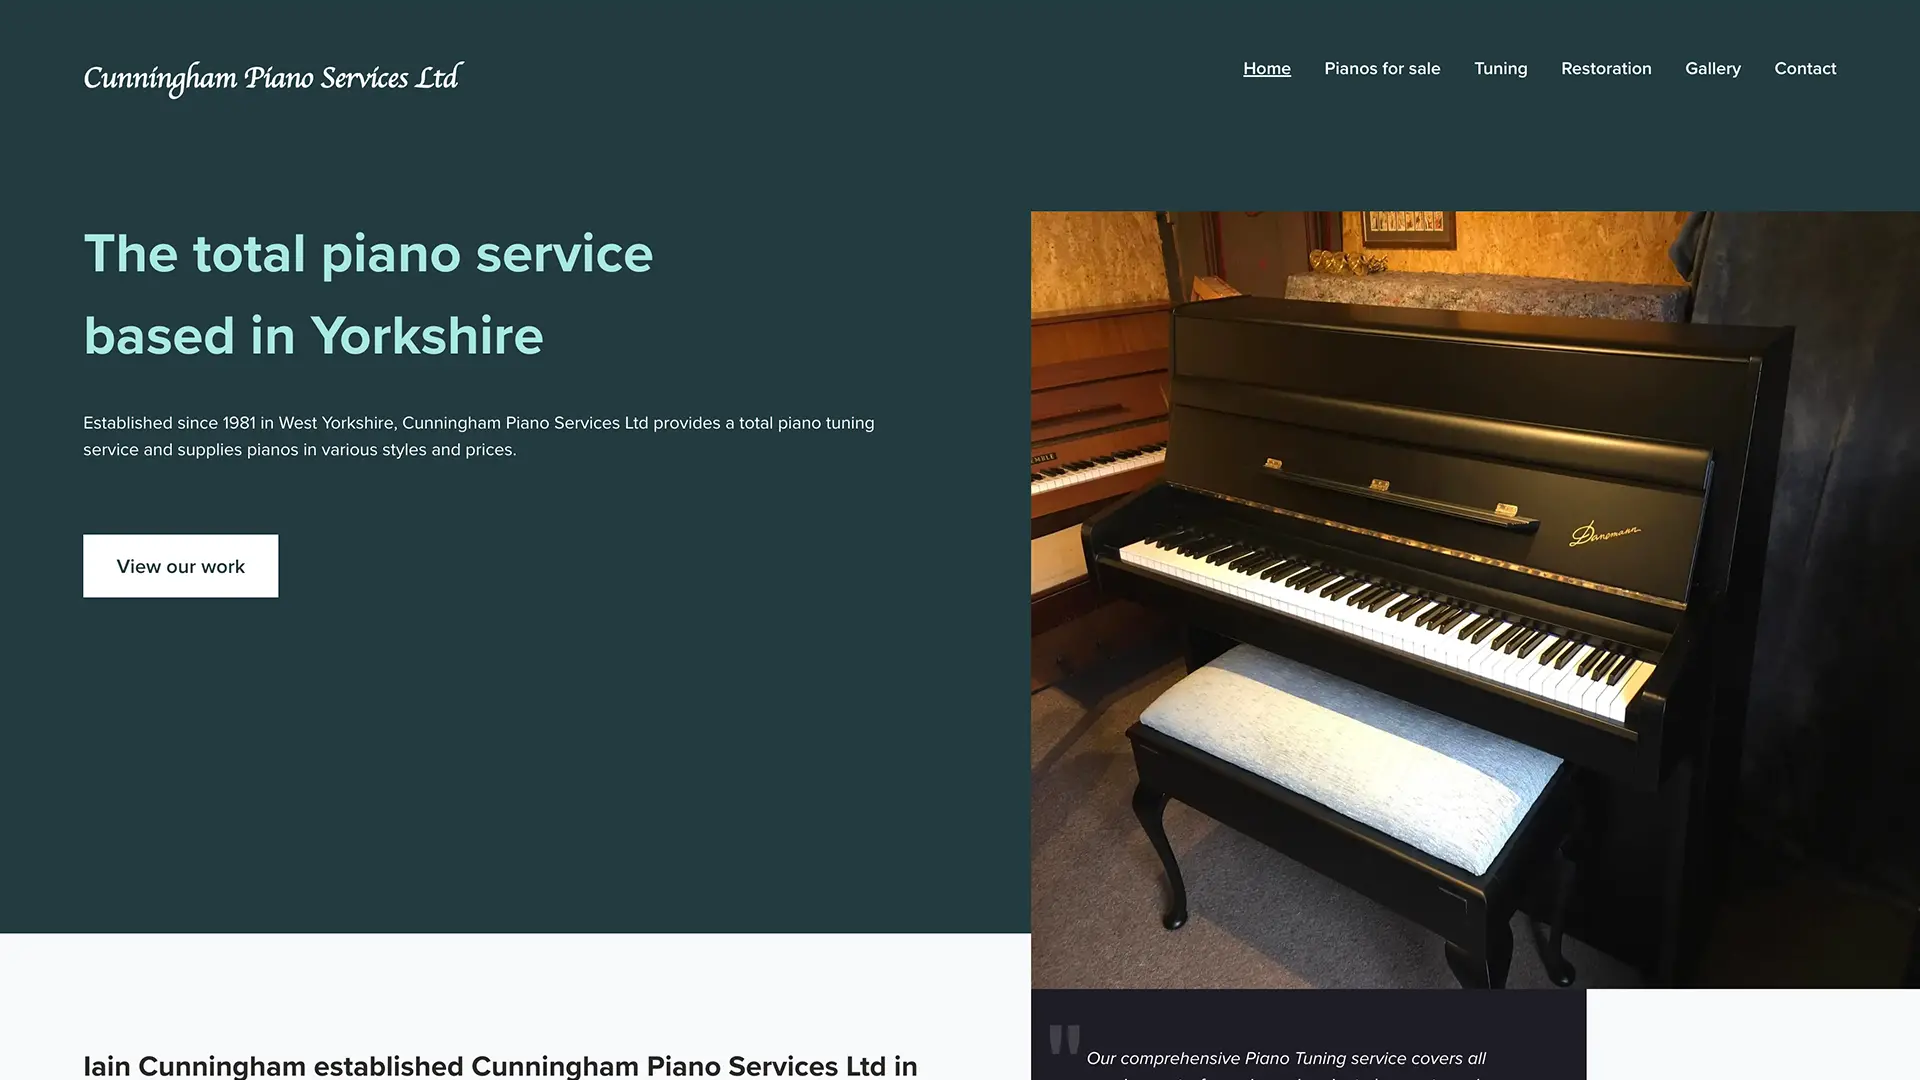 Cunningham Piano Services Ltd
Home Pianos for sale Tuning Restoration Gallery Contact
The total piano service
based in Yorkshire
Established since 1981 in West Yorkshire, Cunningham Piano Services Ltd provides a total piano tuning
service and supplies pianos in various styles and prices.
View our work
Danemann
Iain Cunningham established Cunningham Piano Services Ltd in
"Our comprehensive Piano Tuning service covers all